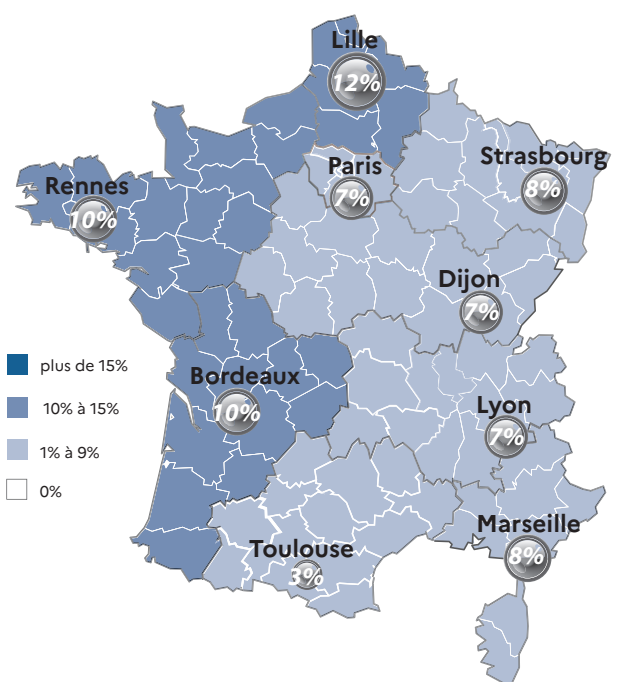 Lille
12%
Paris
7%
Strasbourg
8%
Rennes
10%
Dijon
7%
plus de 15%
10% à 15%
1% à 9%
0%
Bordeaux
10%
Lyon
7%
Marseille
8%
Toulouse
3%